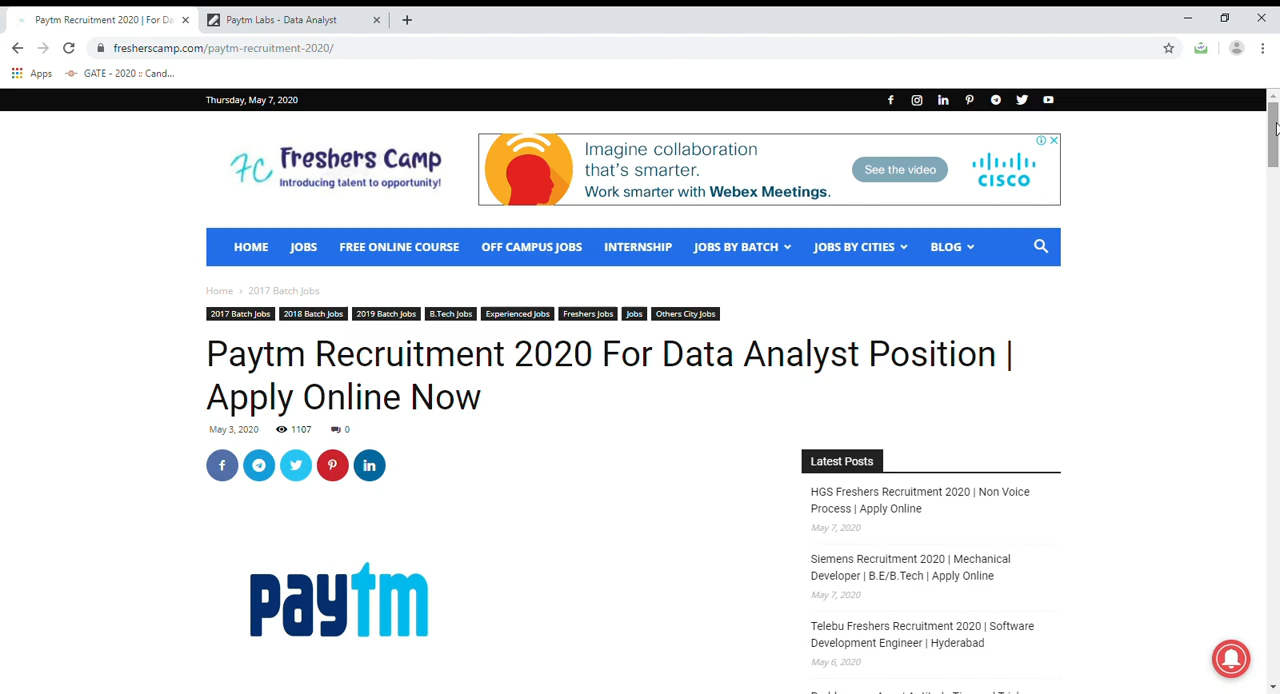 Paytm Recruitment 2020 | For Da
Paytm Labs - Data Analyst
fresherscamp.com/paytm-recruitment-2020/
Apps
GATE - 2020 :: Cand...
Thursday, May 7, 2020
FC Freshers Camp
Introducing talent to opportunity!
Imagine collaboration
that's smarter.
Work smarter with Webex Meetings.
See the video
CISCO
HOME JOBS FREE ONLINE COURSE OFF CAMPUS JOBS INTERNSHIP JOBS BY BATCH JOBS BY CITIES BLOG
Home › 2017 Batch Jobs
2017 Batch Jobs 2018 Batch Jobs 2019 Batch Jobs B.Tech Jobs Experienced Jobs Freshers Jobs Jobs Others City Jobs
Paytm Recruitment 2020 For Data Analyst Position |
Apply Online Now
May 3, 2020 1107 0
paytm
Latest Posts
HGS Freshers Recruitment 2020 | Non Voice
Process | Apply Online
May 7, 2020
Siemens Recruitment 2020 | Mechanical
Developer | B.E/B.Tech | Apply Online
May 7, 2020
Telebu Freshers Recruitment 2020 | Software
Development Engineer | Hyderabad
May 6, 2020